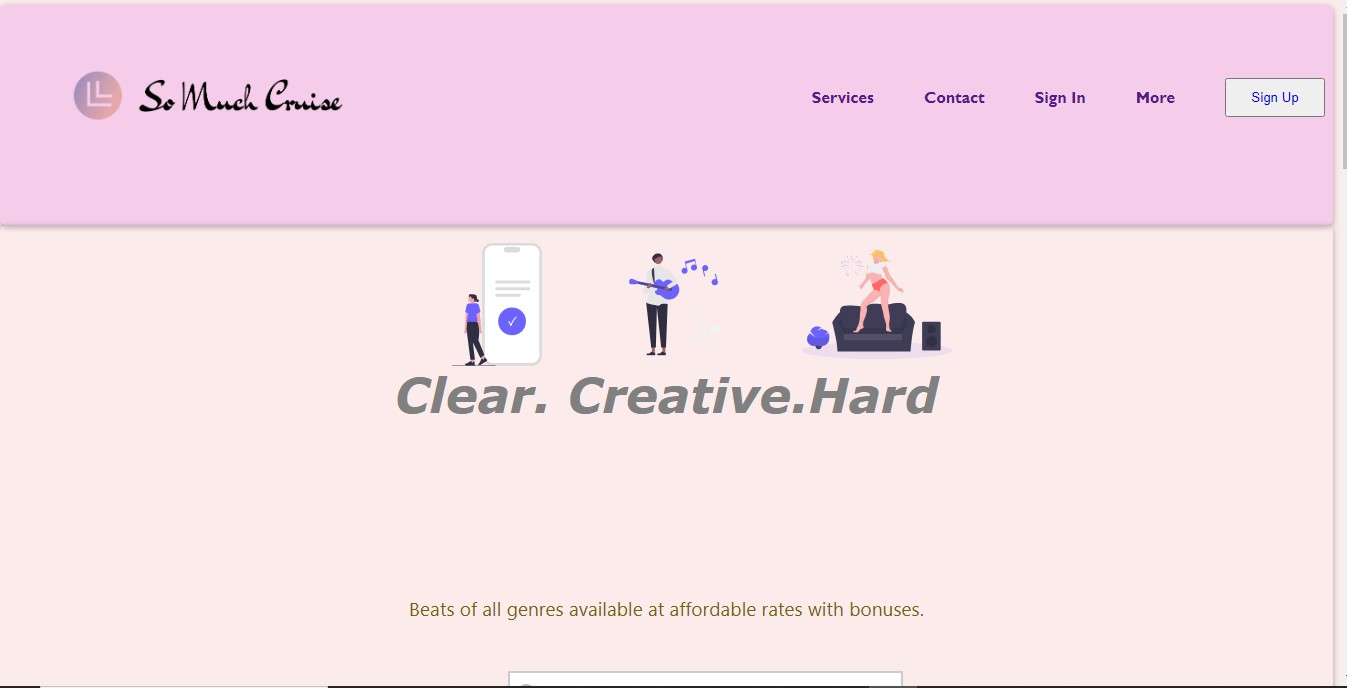 So Much Cruise
Services Contact Sign In More Sign Up
Clear. Creative.Hard
Beats of all genres available at affordable rates with bonuses.